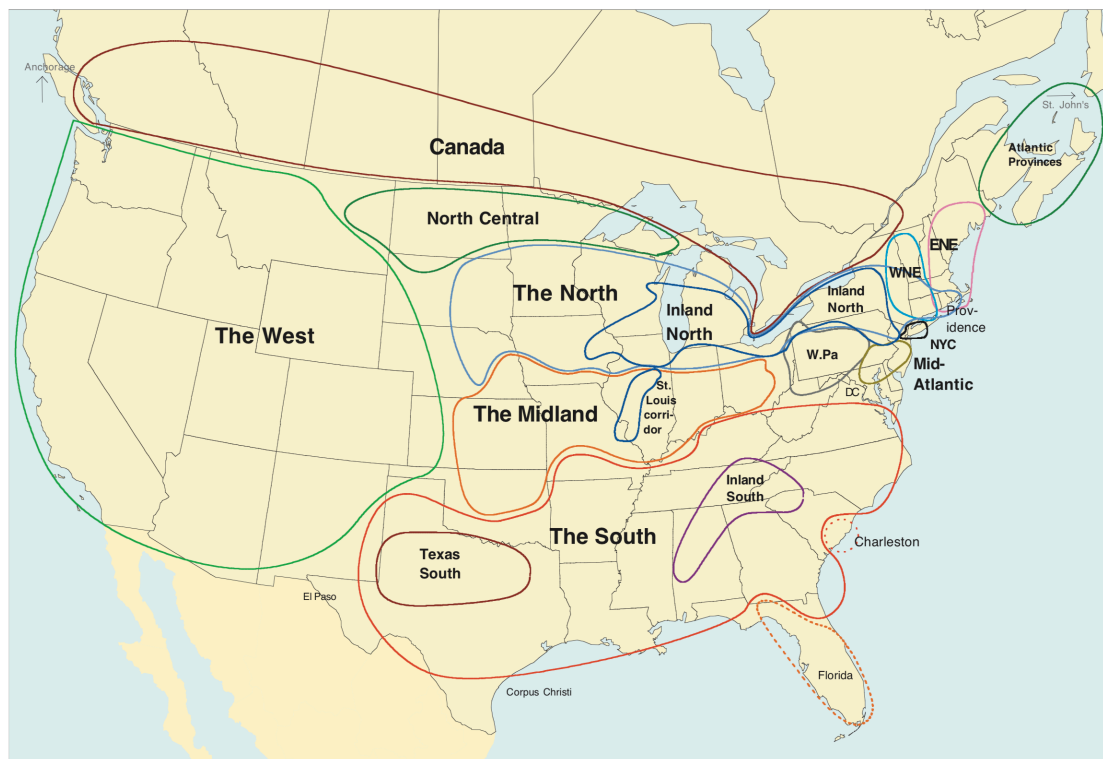 Anchorage
St. John's
Canada
Atlantic
Provinces
North Central
ENE
WNE
The North
Inland
North
Inland
North
Prov-
idence
The West
NYC
W.Pa
Mid-
Atlantic
DC
St.
Louis
corri-
dor
The Midland
Inland
South
The South
Charleston
Texas
South
El Paso
Florida
Corpus Christi